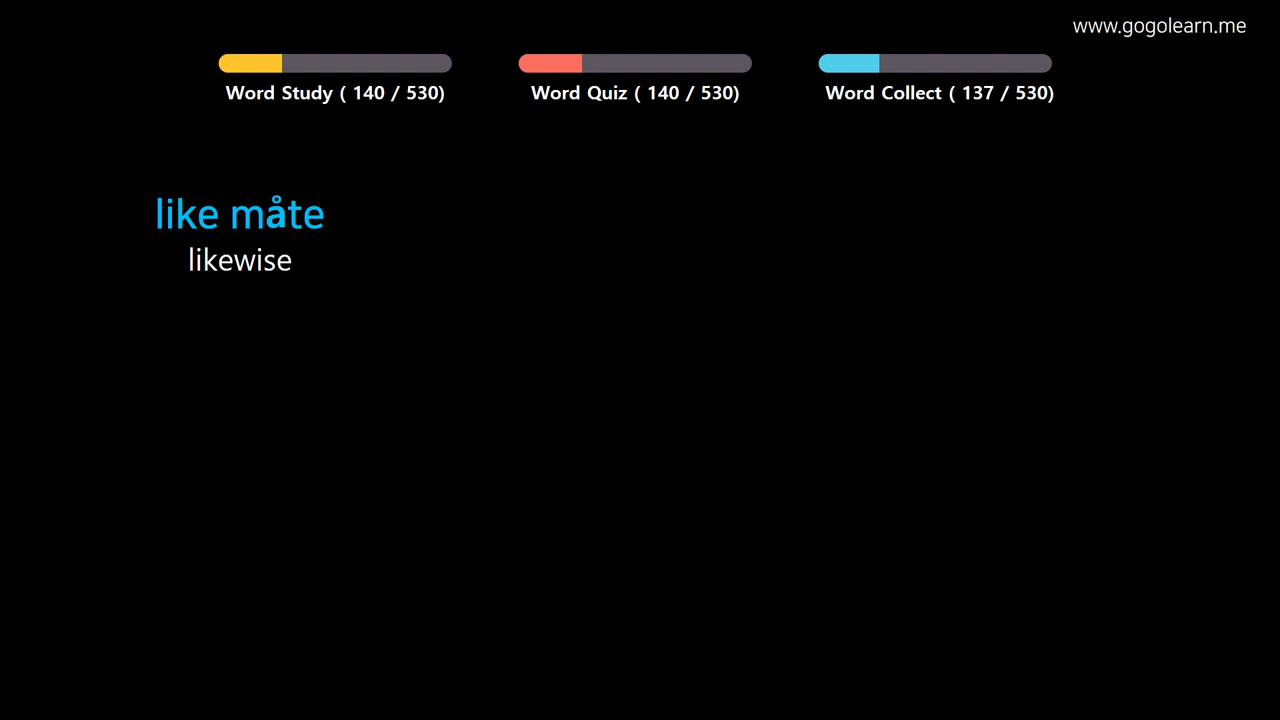 www.gogolearn.me
Word Study ( 140 / 530)
Word Quiz ( 140 / 530)
Word Collect ( 137 / 530)
like måte
likewise